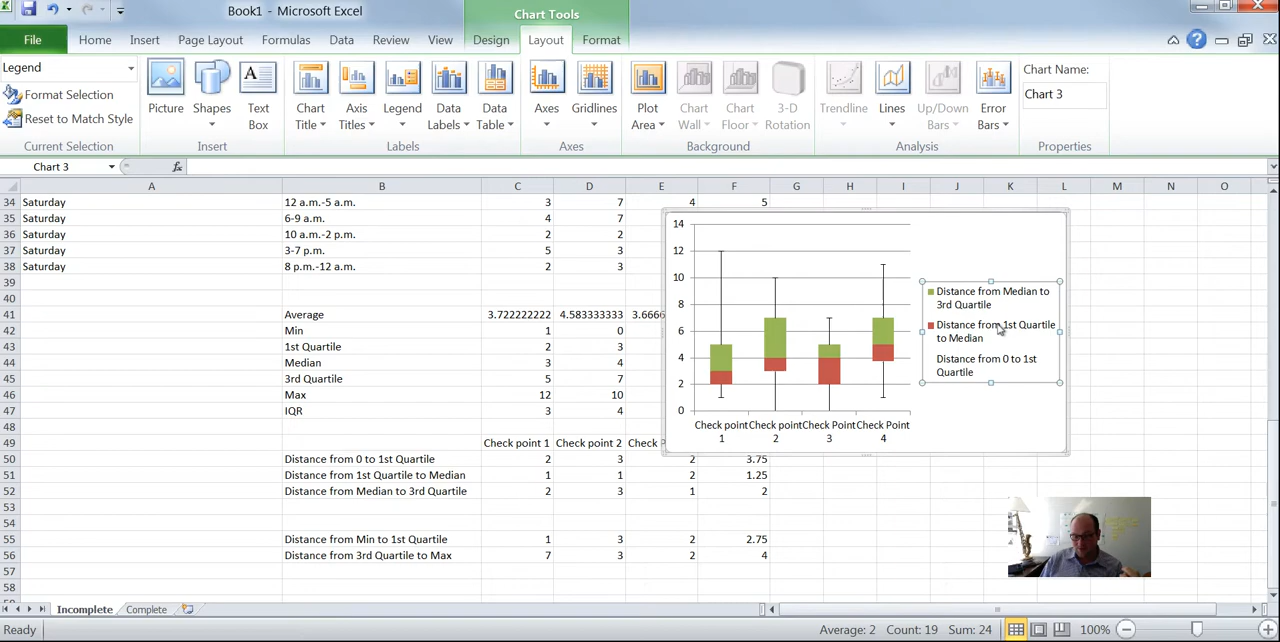 Book1 - Microsoft Excel
Chart Tools
File Home Insert Page Layout Formulas Data Review View Design Layout Format
Legend
Format Selection
Reset to Match Style
Current Selection
Picture
Shapes
Text
Box
Insert
Chart
Title
Axis
Titles
Legend
Data
Labels
Data
Table
Labels
Axes
Gridlines
Axes
Plot
Area
Chart
Wall
Chart
Floor
3-D
Rotation
Background
Trendline
Lines
Up/Down
Bars
Error
Bars
Analysis
Chart Name:
Chart 3
Properties
Chart 3 fx
A B C D E F G H I J K L M N O
34 Saturday 12 a.m.-5 a.m. 3 7 4 5
35 Saturday 6-9 a.m. 4 7
36 Saturday 10 a.m.-2 p.m. 2 2
37 Saturday 3-7 p.m. 5 3
38 Saturday 8 p.m.-12 a.m. 2 3
39
40
41 Average 3.722222222 4.583333333 3.6666
42 Min 1 0
43 1st Quartile 2 3
44 Median 3 4
45 3rd Quartile 5 7
46 Max 12 10
47 IQR 3 4
48
49 Check point 1 Check point 2 Check P
50 Distance from 0 to 1st Quartile 2 3 2 3.75
51 Distance from 1st Quartile to Median 1 1 2 1.25
52 Distance from Median to 3rd Quartile 2 3 1 2
53
54
55 Distance from Min to 1st Quartile 1 3 2 2.75
56 Distance from 3rd Quartile to Max 7 3 2 4
57
58
14
12
10
8
6
4
2
0
Check point
1
Check point
2
Check Point
3
Check Point
4
Distance from Median to
3rd Quartile
Distance from 1st Quartile
to Median
Distance from 0 to 1st
Quartile
Incomplete Complete
Ready Average: 2 Count: 19 Sum: 24 100%